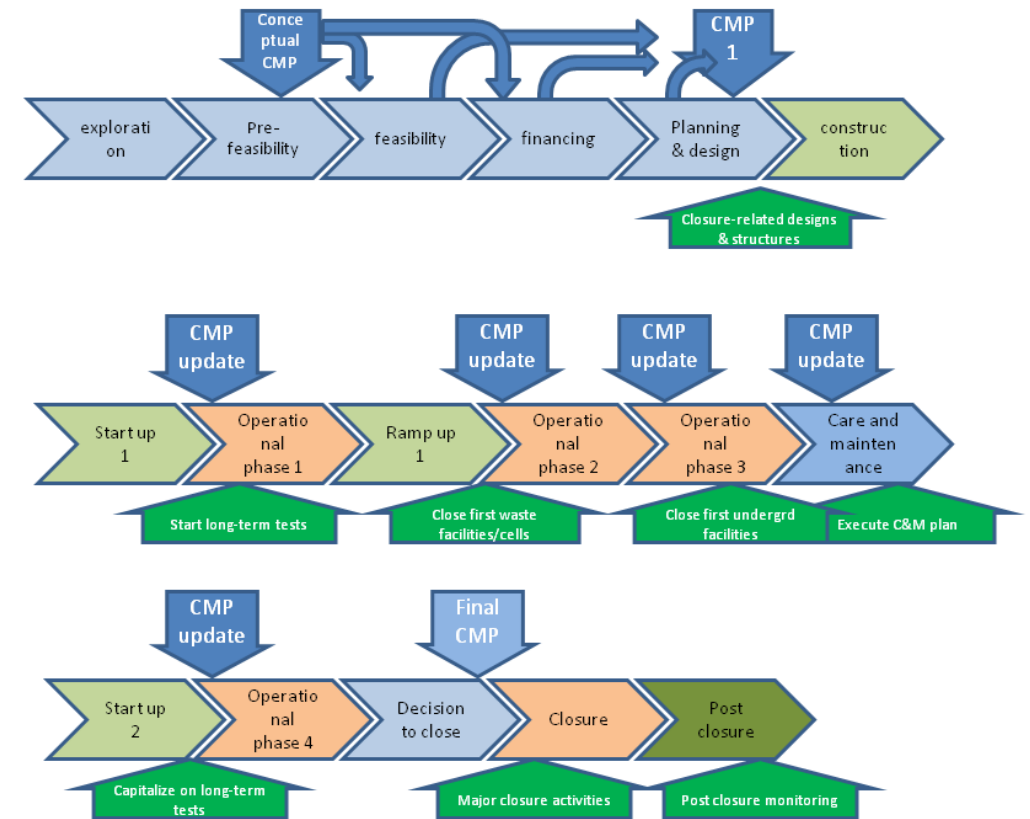 Conce
ptual
CMP
CMP
1
explorati
on
Pre-
feasibility
feasibility
financing
Planning
& design
construc
tion
Closure-related designs
& structures
CMP
update
CMP
update
CMP
update
CMP
update
Start up
1
Operatio
nal
phase 1
Ramp up
1
Operatio
nal
phase 2
Operatio
nal
phase 3
Care and
mainten
ance
Start long-term tests
Close first waste
facilities/cells
Close first undergrd
facilities
Execute C&M plan
CMP
update
Final
CMP
Start up
2
Operatio
nal
phase 4
Decision
to close
Closure
Post
closure
Capitalize on long-term
tests
Major closure activities
Post closure monitoring